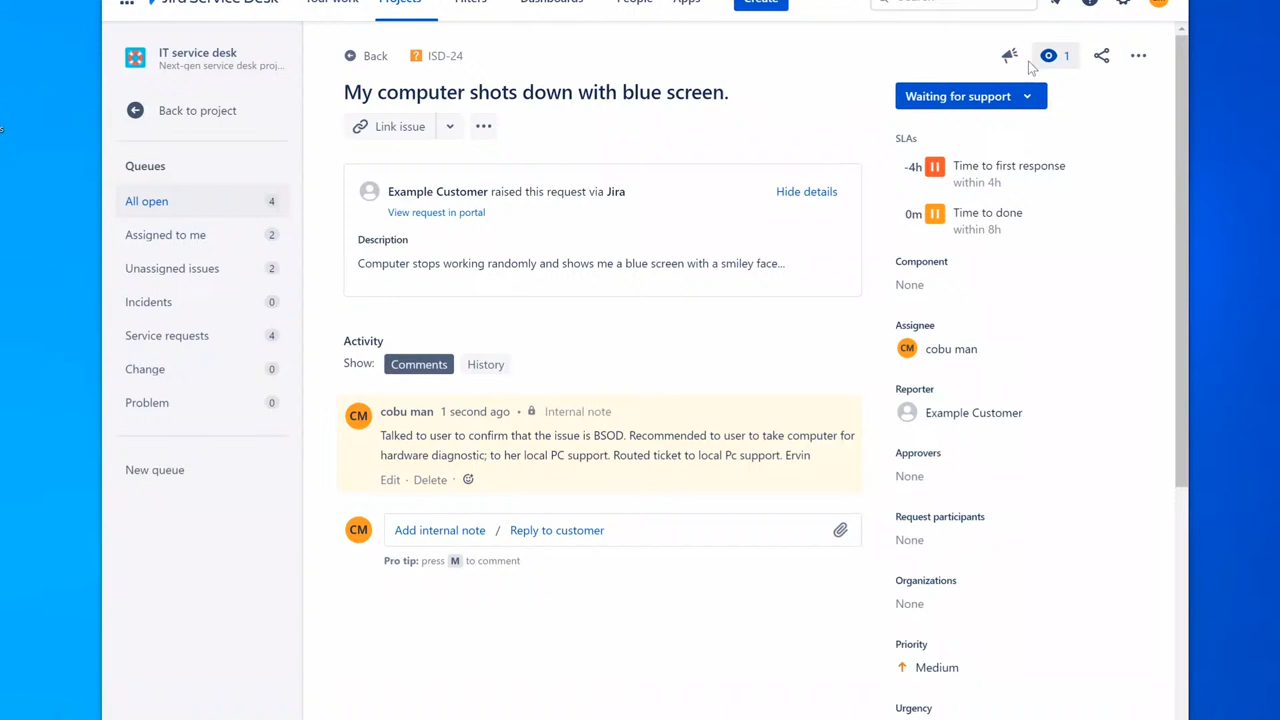 Jira Service Desk Your work Projects Filters Dashboards People Apps Create Search
IT service desk
Next-gen service desk proj...
Back to project
Queues
All open 4
Assigned to me 2
Unassigned issues 2
Incidents 0
Service requests 4
Change 0
Problem 0
New queue
Back ISD-24
1
My computer shots down with blue screen.
Link issue
Example Customer raised this request via Jira Hide details
View request in portal
Description
Computer stops working randomly and shows me a blue screen with a smiley face...
Activity
Show: Comments History
CM cobu man 1 second ago • Internal note
Talked to user to confirm that the issue is BSOD. Recommended to user to take computer for
hardware diagnostic; to her local PC support. Routed ticket to local Pc support. Ervin
Edit · Delete ·
CM Add internal note / Reply to customer
Pro tip: press M to comment
Waiting for support
SLAs
-4h Time to first response
within 4h
0m Time to done
within 8h
Component
None
Assignee
CM cobu man
Reporter
Example Customer
Approvers
None
Request participants
None
Organizations
None
Priority
Medium
Urgency